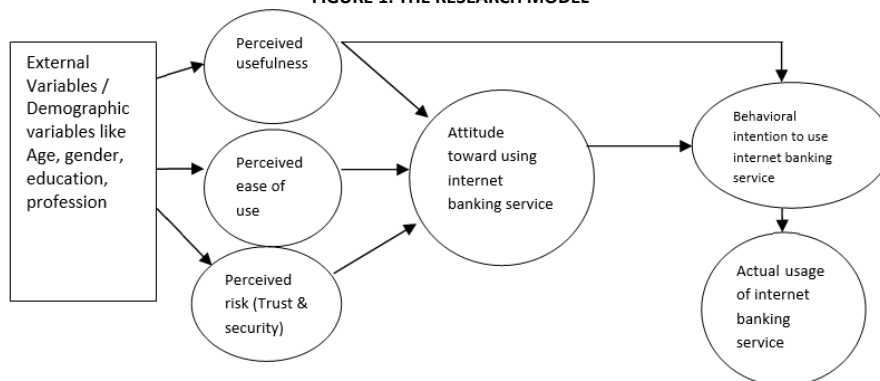 FIGURE 1: THE RESEARCH MODEL
External
Variables /
Demographic
variables like
Age, gender,
education,
profession
Perceived
usefulness
Perceived
ease of
use
Perceived
risk (Trust &
security)
Attitude
toward using
internet
banking service
Behavioral
intention to use
internet banking
service
Actual usage
of internet
banking
service